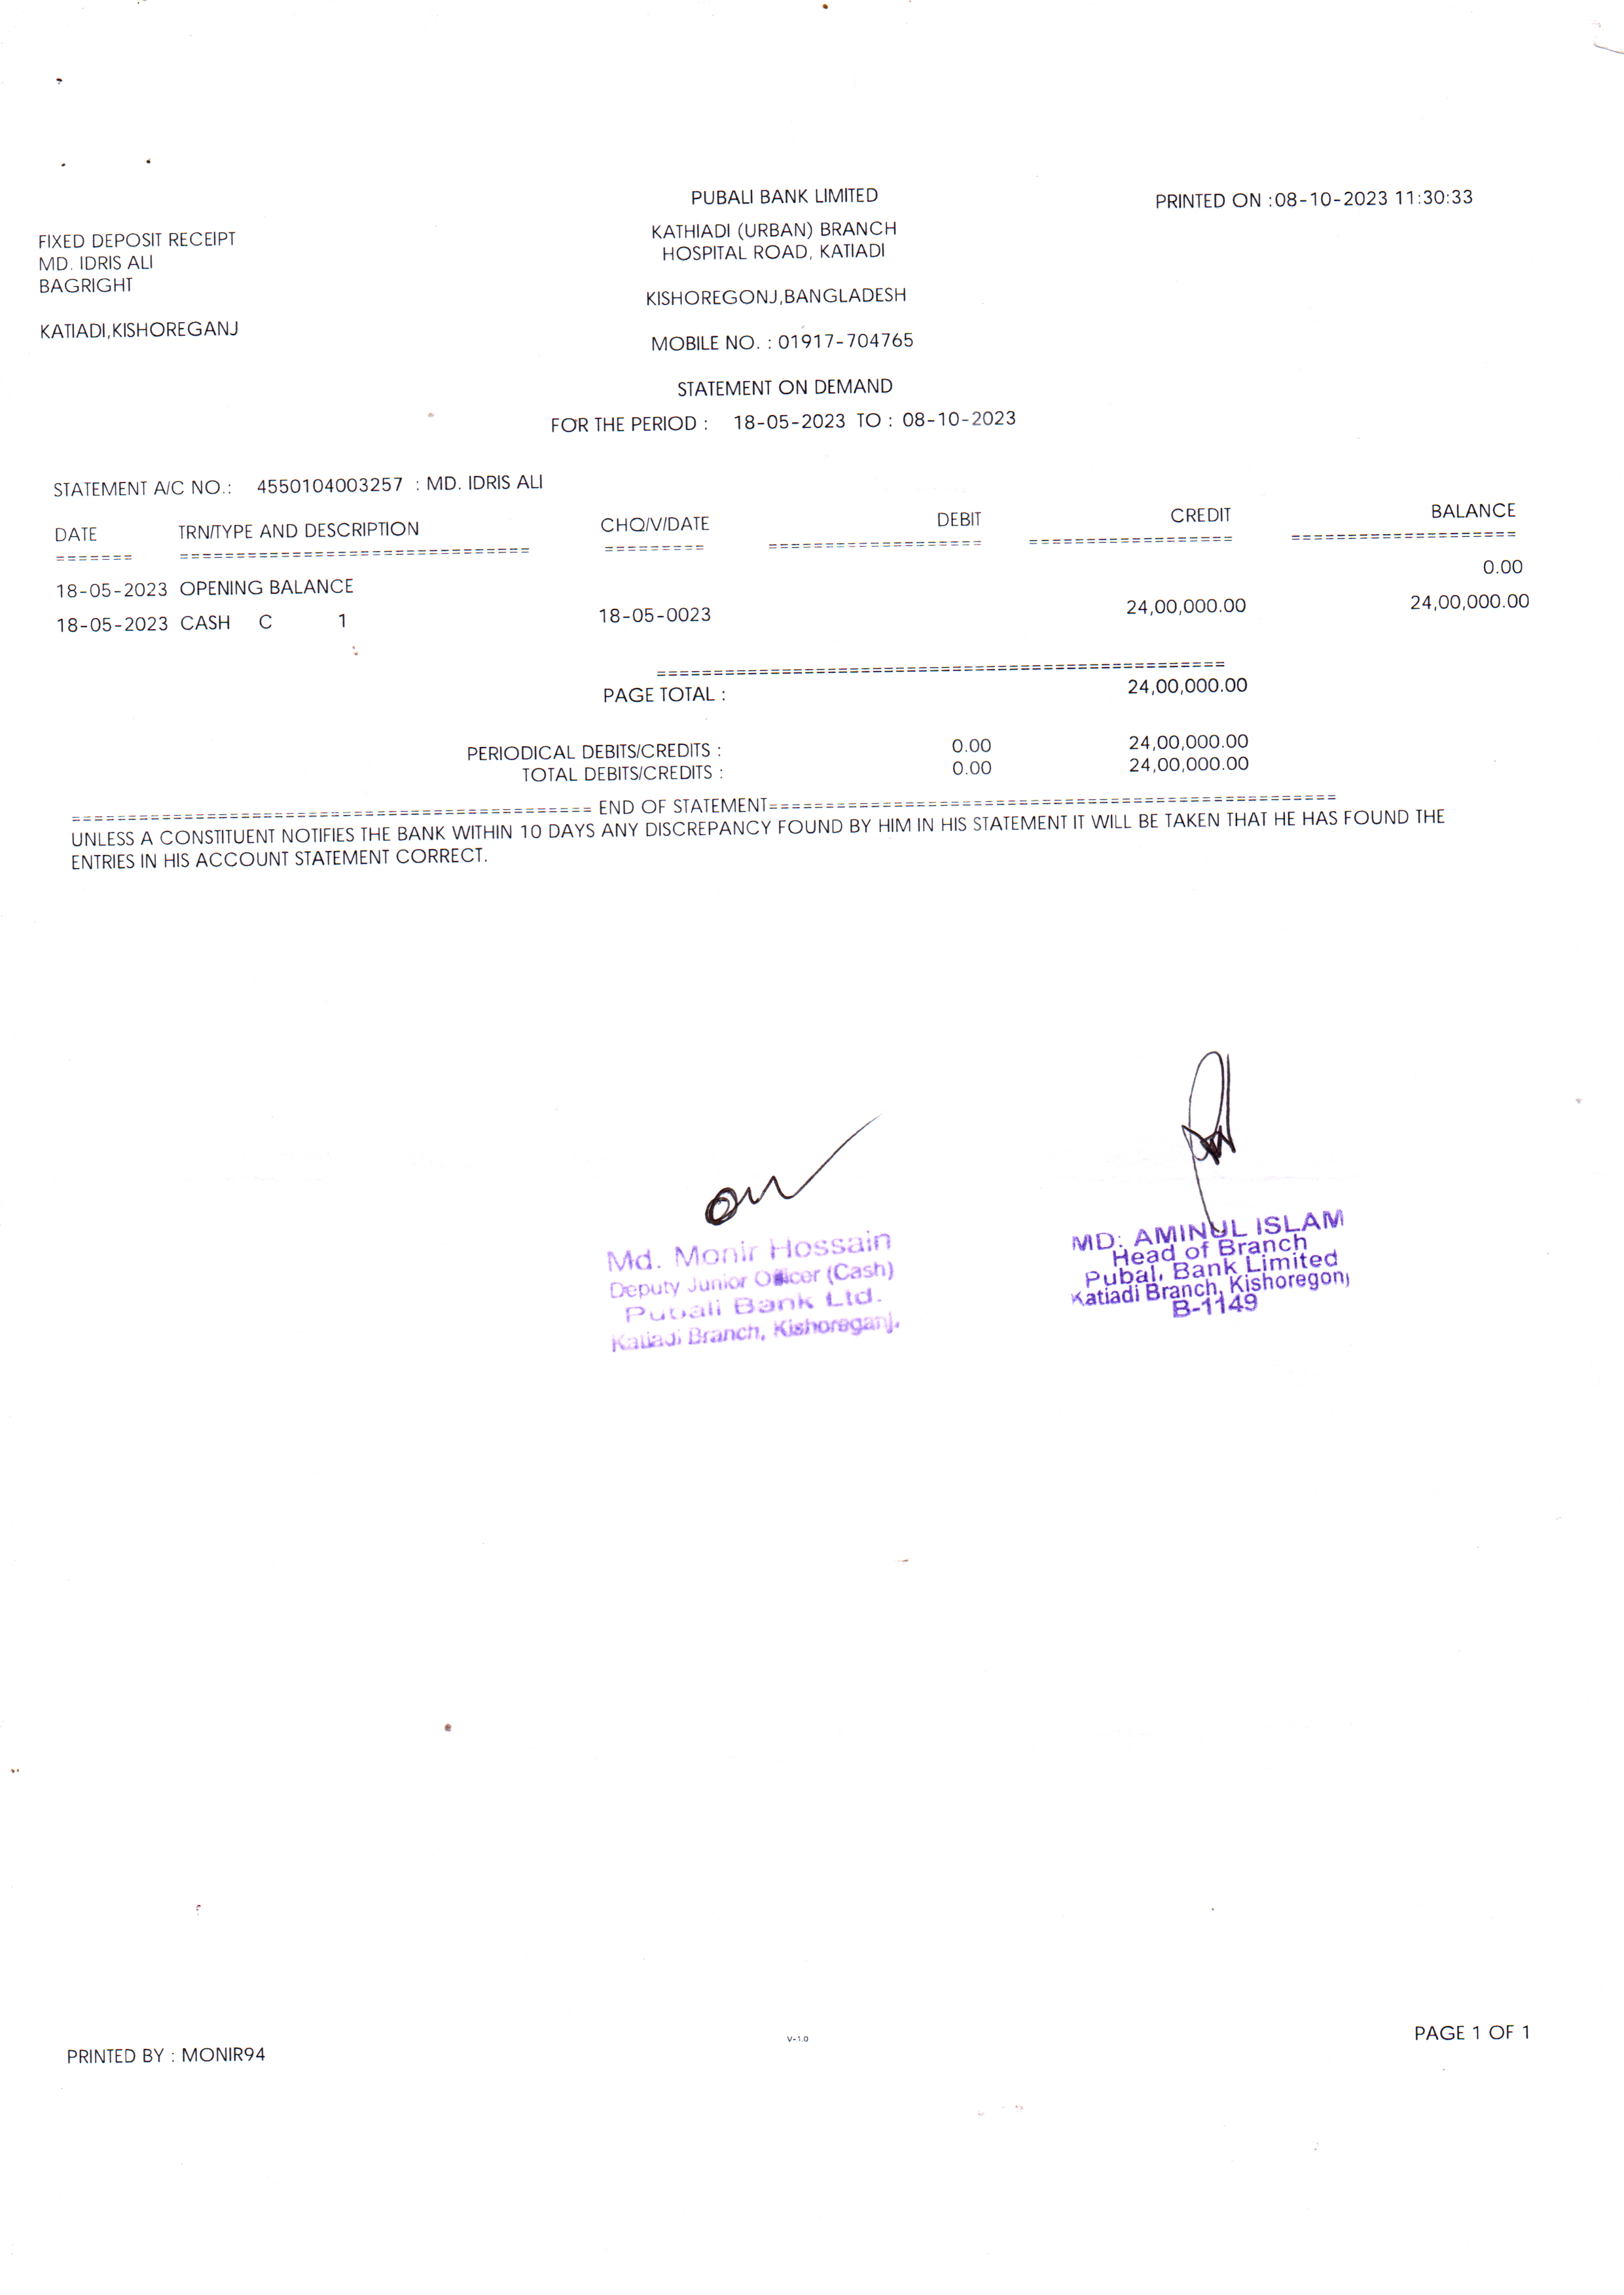 PUBALI BANK LIMITED
PRINTED ON :08-10-2023 11:30:33
KATHIADI (URBAN) BRANCH
HOSPITAL ROAD, KATIADI
KISHOREGONJ,BANGLADESH
MOBILE NO. : 01917-704765
FIXED DEPOSIT RECEIPT
MD. IDRIS ALI
BAGRIGHT
KATIADI,KISHOREGANJ
STATEMENT ON DEMAND
FOR THE PERIOD : 18-05-2023 TO : 08-10-2023
STATEMENT A/C NO.: 4550104003257 : MD. IDRIS ALI
DATE TRN/TYPE AND DESCRIPTION CHQ/V/DATE DEBIT CREDIT BALANCE
18-05-2023 OPENING BALANCE 0.00
18-05-2023 CASH C 1 18-05-0023 24,00,000.00 24,00,000.00
PAGE TOTAL : 24,00,000.00
PERIODICAL DEBITS/CREDITS : 0.00 24,00,000.00
TOTAL DEBITS/CREDITS : 0.00 24,00,000.00
END OF STATEMENT
UNLESS A CONSTITUENT NOTIFIES THE BANK WITHIN 10 DAYS ANY DISCREPANCY FOUND BY HIM IN HIS STATEMENT IT WILL BE TAKEN THAT HE HAS FOUND THE
ENTRIES IN HIS ACCOUNT STATEMENT CORRECT.
Md. Monir Hossain
Deputy Junior Officer (Cash)
Pubali Bank Ltd.
Katiadi Branch, Kishoreganj.
MD: AMINUL ISLAM
Head of Branch
Pubal. Bank Limited
Katiadi Branch, Kishoregonj
B-1149
PRINTED BY : MONIR94
V-1.0
PAGE 1 OF 1